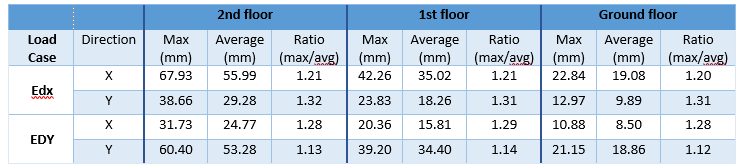 2nd floor 1st floor Ground floor
Load Case Direction Max (mm) Average (mm) Ratio (max/avg) Max (mm) Average (mm) Ratio (max/avg) Max (mm) Average (mm) Ratio (max/avg)
Edx X 67.93 55.99 1.21 42.26 35.02 1.21 22.84 19.08 1.20
Y 38.66 29.28 1.32 23.83 18.26 1.31 12.97 9.89 1.31
EDY X 31.73 24.77 1.28 20.36 15.81 1.29 10.88 8.50 1.28
Y 60.40 53.28 1.13 39.20 34.40 1.14 21.15 18.86 1.12